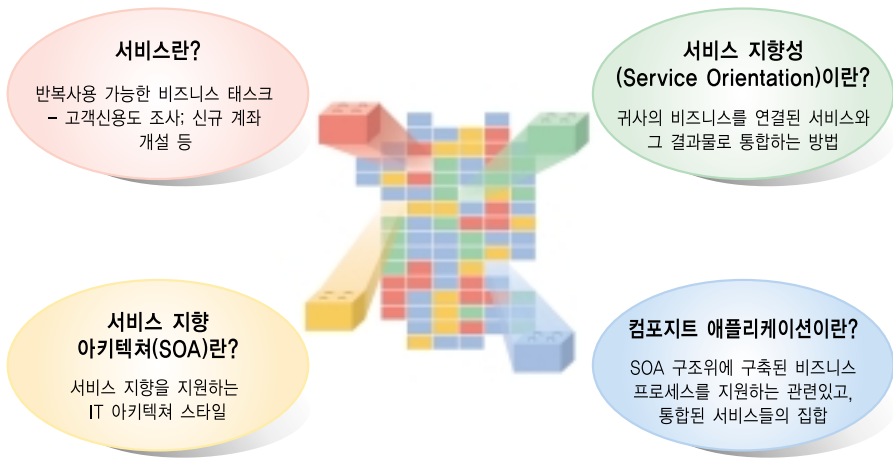 서비스란?
반복사용 가능한 비즈니스 태스크
– 고객신용도 조사; 신규 계좌
개설 등
서비스 지향성
(Service Orientation)이란?
귀사의 비즈니스를 연결된 서비스와
그 결과물로 통합하는 방법
서비스 지향
아키텍쳐(SOA)란?
서비스 지향을 지원하는
IT 아키텍쳐 스타일
컴포지트 애플리케이션이란?
SOA 구조위에 구축된 비즈니스
프로세스를 지원하는 관련있고,
통합된 서비스들의 집합